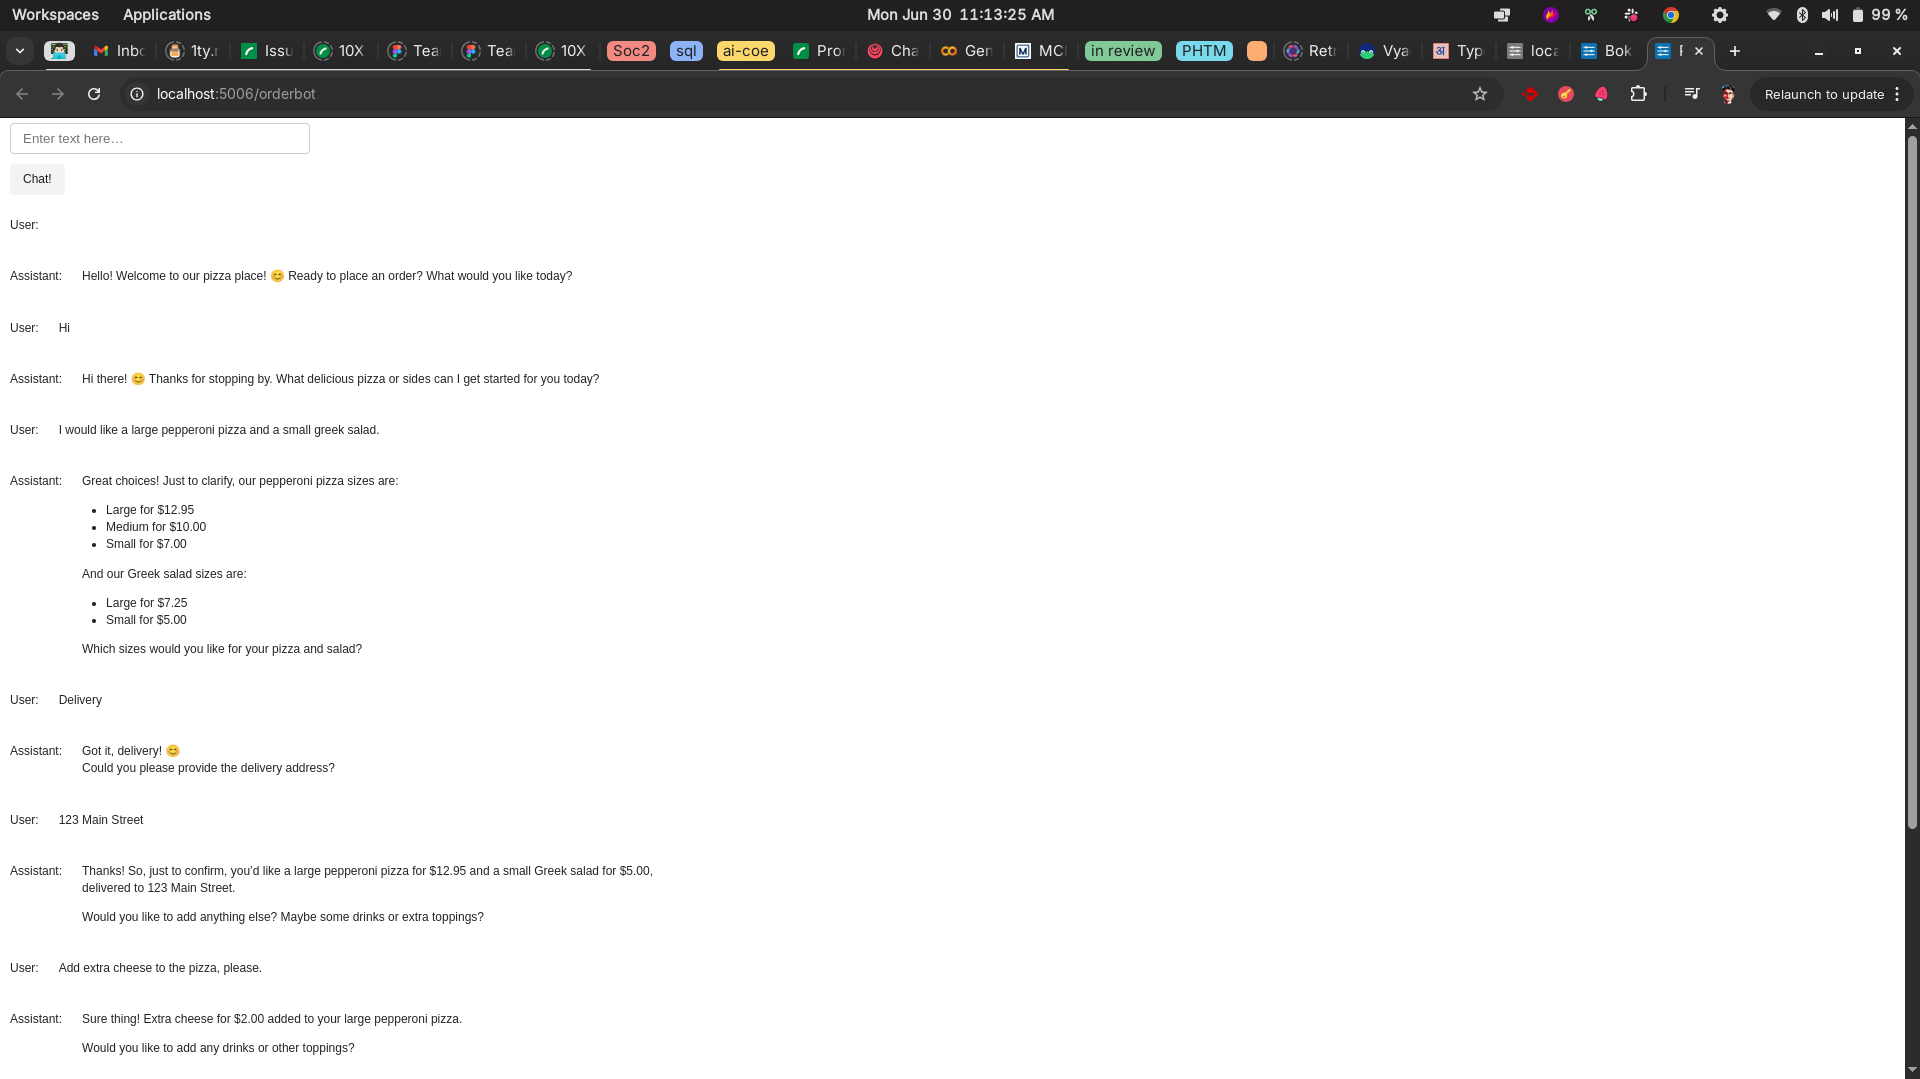 Workspaces Applications Mon Jun 30 11:13:25 AM 99 %
Inbc 1ty.r Issu 10X Tea Tea 10X Soc2 sql ai-coe Pro Cha Gen MC in review PHTM Retr Vya Typ loca Bok
localhost:5006/orderbot Relaunch to update
Enter text here…
Chat!
User:
Assistant: Hello! Welcome to our pizza place! 😊 Ready to place an order? What would you like today?
User: Hi
Assistant: Hi there! 😊 Thanks for stopping by. What delicious pizza or sides can I get started for you today?
User: I would like a large pepperoni pizza and a small greek salad.
Assistant: Great choices! Just to clarify, our pepperoni pizza sizes are:
• Large for $12.95
• Medium for $10.00
• Small for $7.00
And our Greek salad sizes are:
• Large for $7.25
• Small for $5.00
Which sizes would you like for your pizza and salad?
User: Delivery
Assistant: Got it, delivery! 😊
Could you please provide the delivery address?
User: 123 Main Street
Assistant: Thanks! So, just to confirm, you’d like a large pepperoni pizza for $12.95 and a small Greek salad for $5.00,
delivered to 123 Main Street.
Would you like to add anything else? Maybe some drinks or extra toppings?
User: Add extra cheese to the pizza, please.
Assistant: Sure thing! Extra cheese for $2.00 added to your large pepperoni pizza.
Would you like to add any drinks or other toppings?